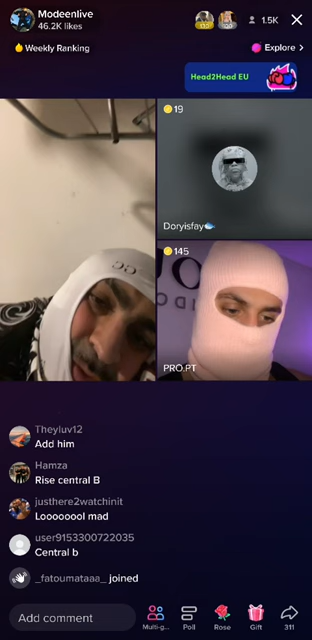 Modeenlive
46.2K likes
1.5K
Weekly Ranking
Explore >
Head2Head EU
19
Doryisfay
145
PRO.PT
Theyluv12
Add him
Hamza
Rise central B
justhere2watchinit
Loooooool mad
user9153300722035
Central b
_fatoumataaa_ joined
Add comment
Multi-g...
Poll
Rose
Gift
311